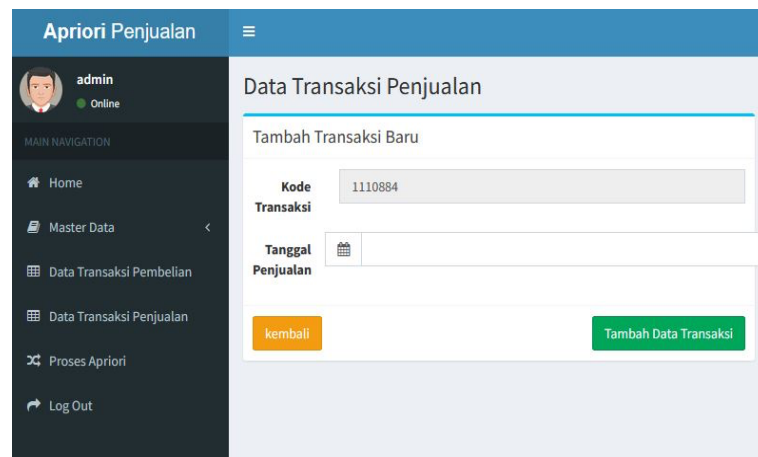 Apriori Penjualan
admin
Online
MAIN NAVIGATION
Home
Master Data
Data Transaksi Pembelian
Data Transaksi Penjualan
Proses Apriori
Log Out
Data Transaksi Penjualan
Tambah Transaksi Baru
Kode
Transaksi
1110884
Tanggal
Penjualan
kembali
Tambah Data Transaksi